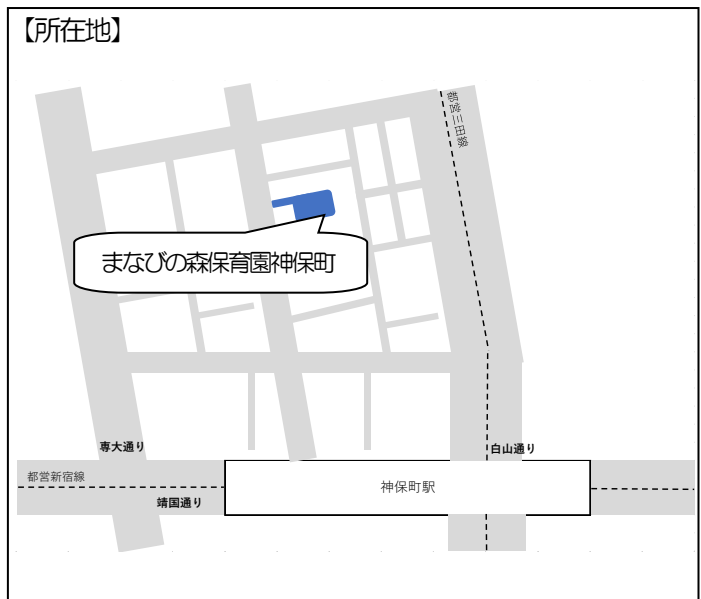 【所在地】
都営三田線
まなびの森保育園神保町
専大通り
白山通り
都営新宿線
神保町駅
靖国通り